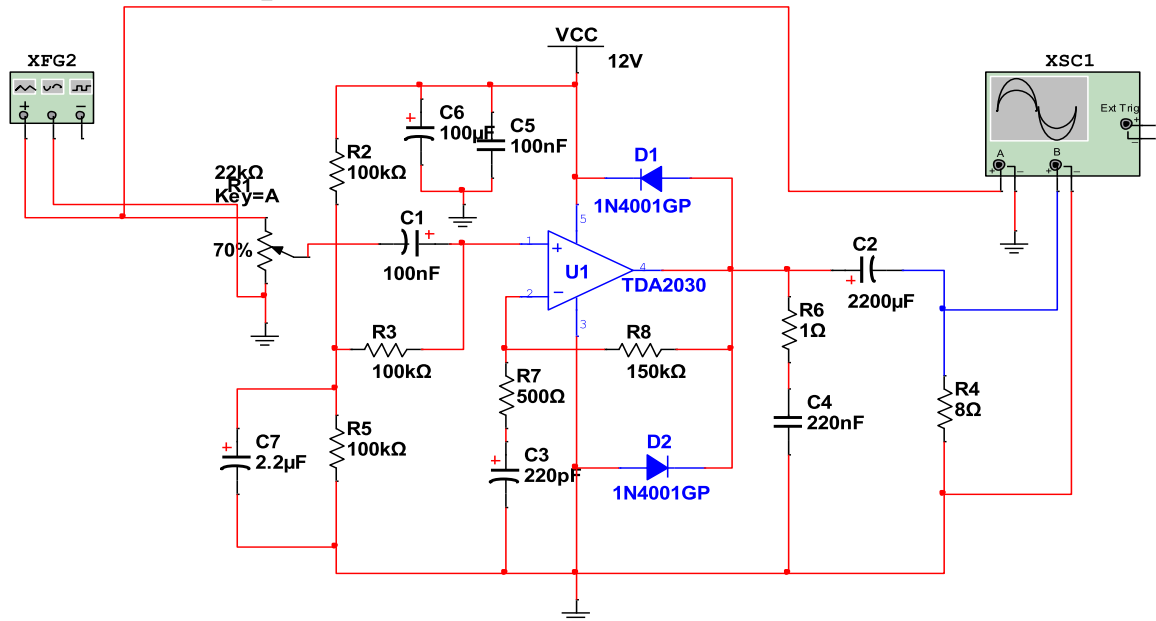 XFG2
+
−
22kΩ
R1
Key=A
70%
R2
100kΩ
C6
100µF
C5
100nF
VCC
12V
D1
1N4001GP
C1
100nF
1
2
3
4
5
U1
TDA2030
R3
100kΩ
R8
150kΩ
R7
500Ω
C3
220pF
C7
2.2µF
R5
100kΩ
D2
1N4001GP
C2
2200µF
R6
1Ω
C4
220nF
R4
8Ω
XSC1
Ext Trig
A
B